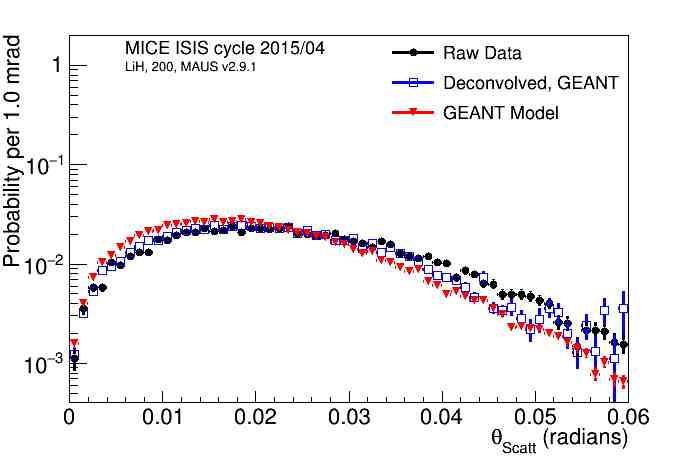 MICE ISIS cycle 2015/04
LiH, 200, MAUS v2.9.1
Raw Data
Deconvolved, GEANT
GEANT Model
Probability per 1.0 mrad
1
10⁻¹
10⁻²
10⁻³
0 0.01 0.02 0.03 0.04 0.05 0.06
θ_Scatt (radians)